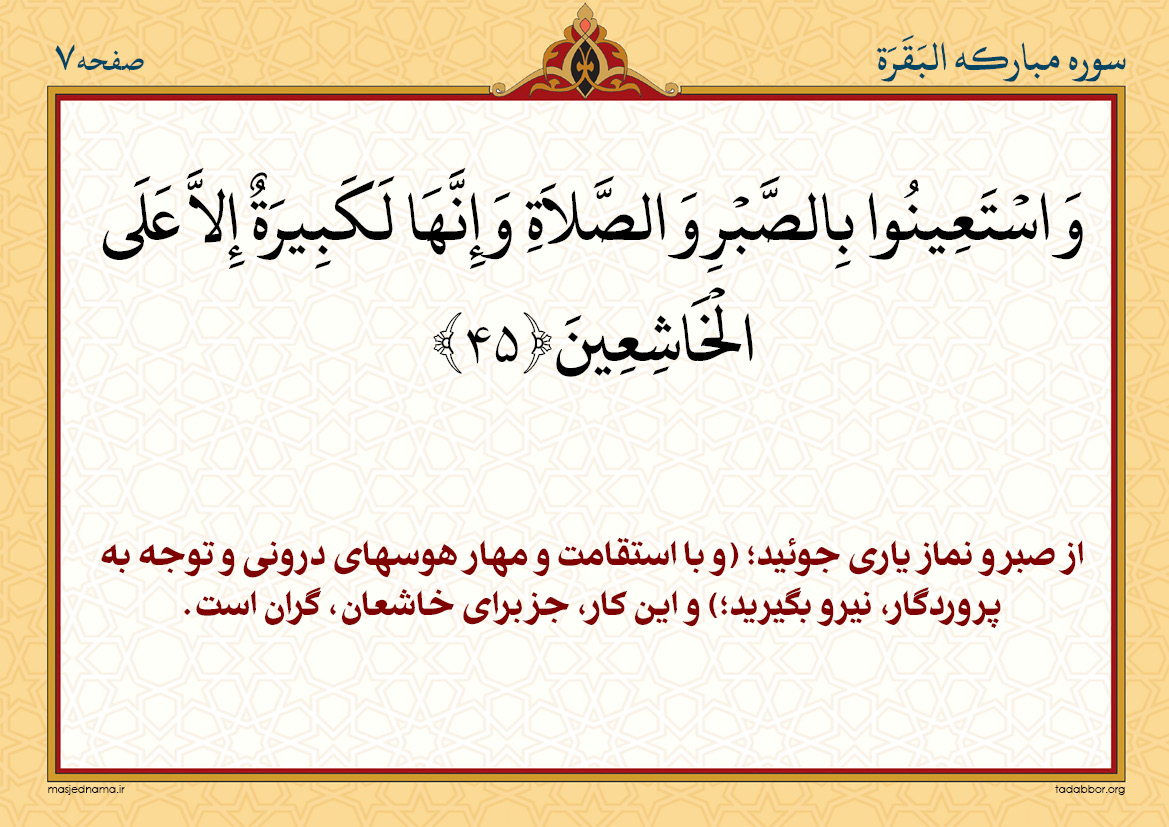 سوره مبارکه البَقَرَة
صفحه۷
وَ اسْتَعِينُوا بِالصَّبْرِ وَ الصَّلاَةِ وَ إِنَّهَا لَكَبِيرَةٌ إِلاَّ عَلَى
الْخَاشِعِينَ ﴿۴۵﴾
از صبر و نماز یاری جوئید؛ (و با استقامت و مهار هوسهای درونی و توجه به
پروردگار، نیرو بگیرید؛) و این کار، جز برای خاشعان، گران است.
masjednama.ir
tadabbor.org